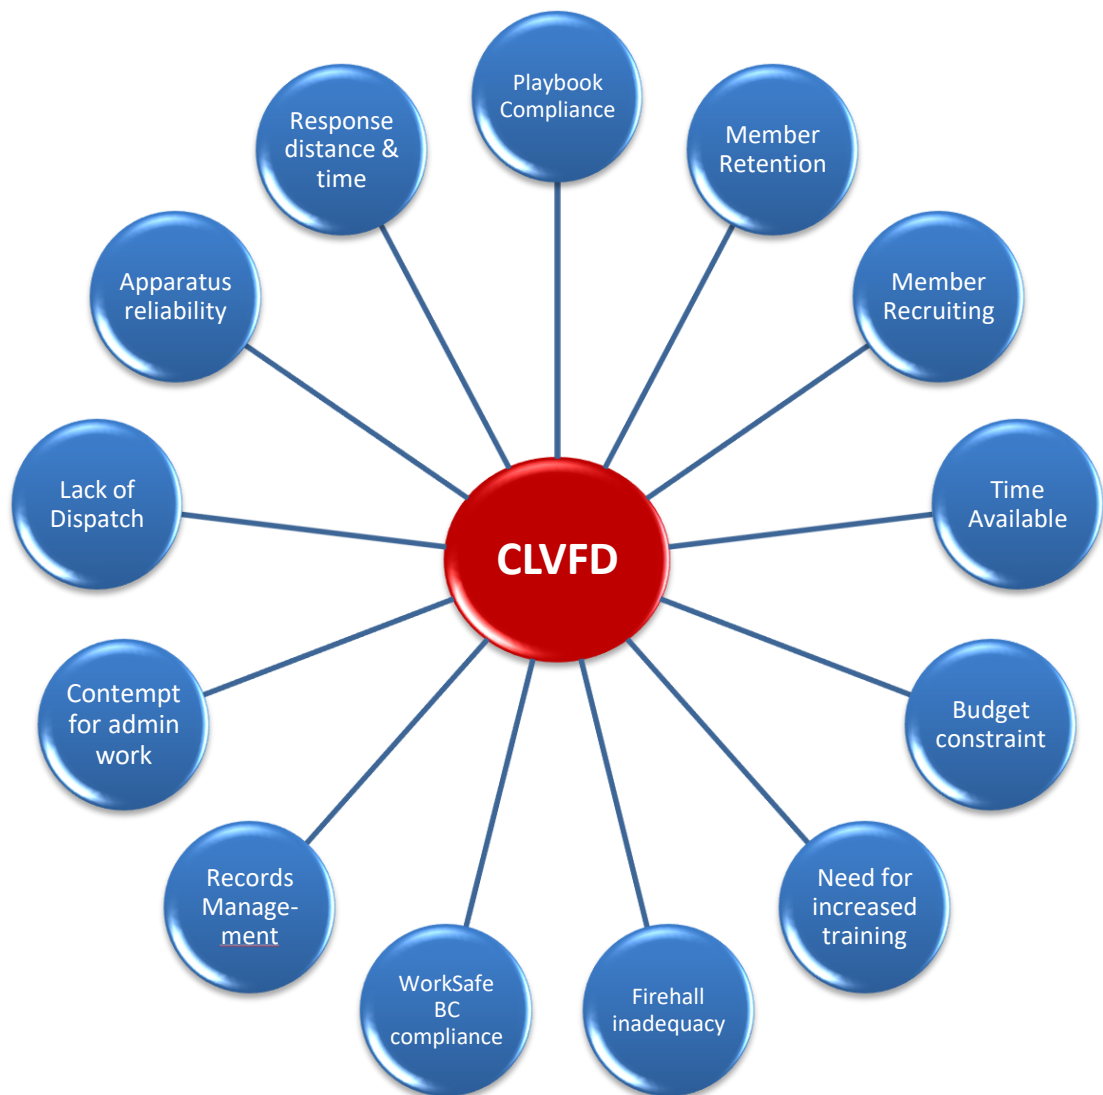 Playbook
Compliance
Member
Retention
Member
Recruiting
Time
Available
Budget
constraint
Need for
increased
training
Firehall
inadequacy
WorkSafe
BC
compliance
Records
Manage-
ment
Contempt
for admin
work
Lack of
Dispatch
Apparatus
reliability
Response
distance &
time
CLVFD